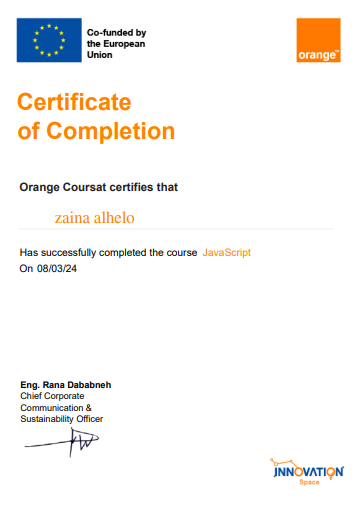 Co-funded by
the European
Union
orange™
Certificate
of Completion
Orange Coursat certifies that
zaina alhelo
Has successfully completed the course JavaScript
On 08/03/24
Eng. Rana Dababneh
Chief Corporate
Communication &
Sustainability Officer
INNOVATION
Space